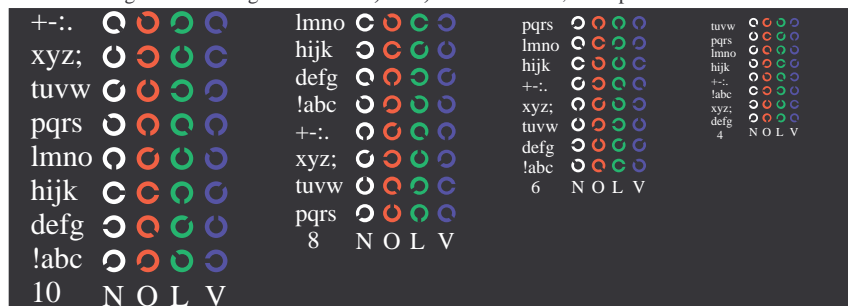 +-:.
xyz;
tuvw
pqrs
lmno
hijk
defg
!abc
10 N O L V
lmno
hijk
defg
!abc
+-:.
xyz;
tuvw
pqrs
8 N O L V
pqrs
lmno
hijk
+-:.
xyz;
tuvw
defg
!abc
6 N O L V
tuvw
pqrs
lmno
hijk
+-:.
!abc
xyz;
defg
4 N O L V